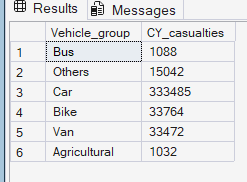 Results Messages
Vehicle_group CY_casualties
1 Bus 1088
2 Others 15042
3 Car 333485
4 Bike 33764
5 Van 33472
6 Agricultural 1032